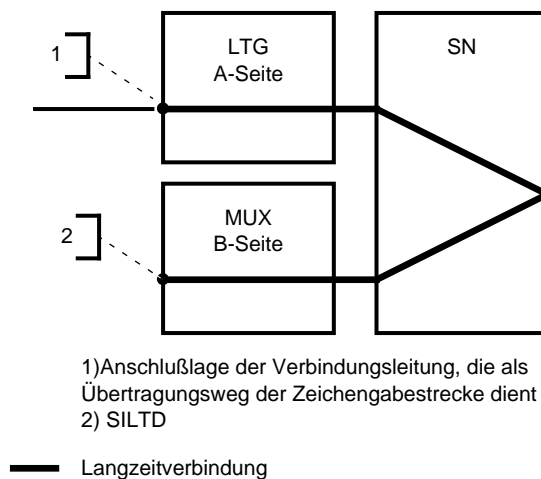 1
LTG
A-Seite
SN
2
MUX
B-Seite
1)Anschlußlage der Verbindungsleitung, die als
Übertragungsweg der Zeichengabestrecke dient
2) SILTD
Langzeitverbindung